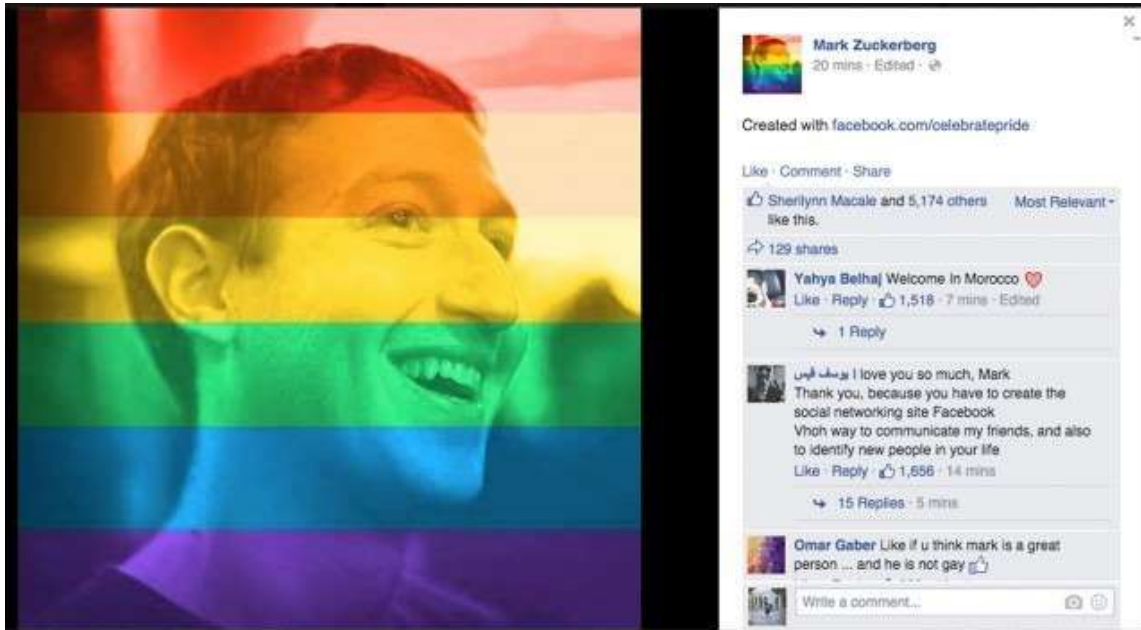 Mark Zuckerberg
20 mins · Edited ·
Created with facebook.com/celebratepride
Like · Comment · Share
Sherilynn Macale and 5,174 others
like this.
Most Relevant
129 shares
Yahya Belhaj Welcome In Morocco
Like · Reply · 1,518 · 7 mins · Edited
1 Reply
يوسف قيس I love you so much, Mark
Thank you, because you have to create the
social networking site Facebook
Vhoh way to communicate my friends, and also
to identify new people in your life
Like · Reply · 1,656 · 14 mins
15 Replies · 5 mins
Omar Gaber Like if u think mark is a great
person ... and he is not gay
Write a comment...